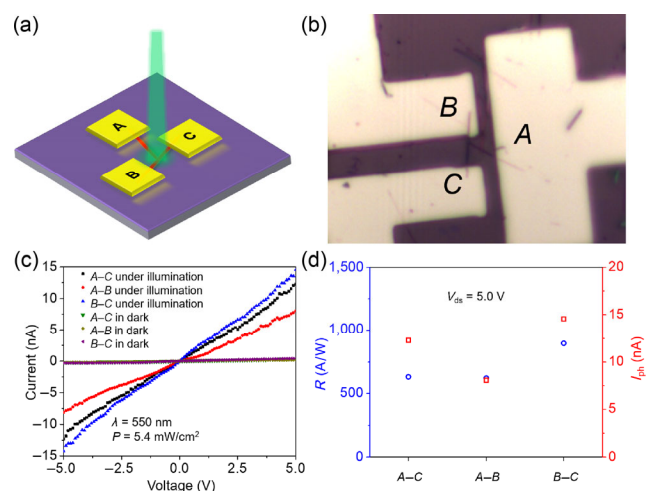 (a)
A
C
B
(b)
B
A
C
(c)
15
10
5
0
−5
−10
−15
Current (nA)
A–C under illumination
A–B under illumination
B–C under illumination
A–C in dark
A–B in dark
B–C in dark
λ = 550 nm
P = 5.4 mW/cm²
−5.0
−2.5
0.0
2.5
5.0
Voltage (V)
(d)
1,500
1,000
500
0
R (A/W)
Vds = 5.0 V
20
15
10
5
0
Iph (nA)
A–C
A–B
B–C